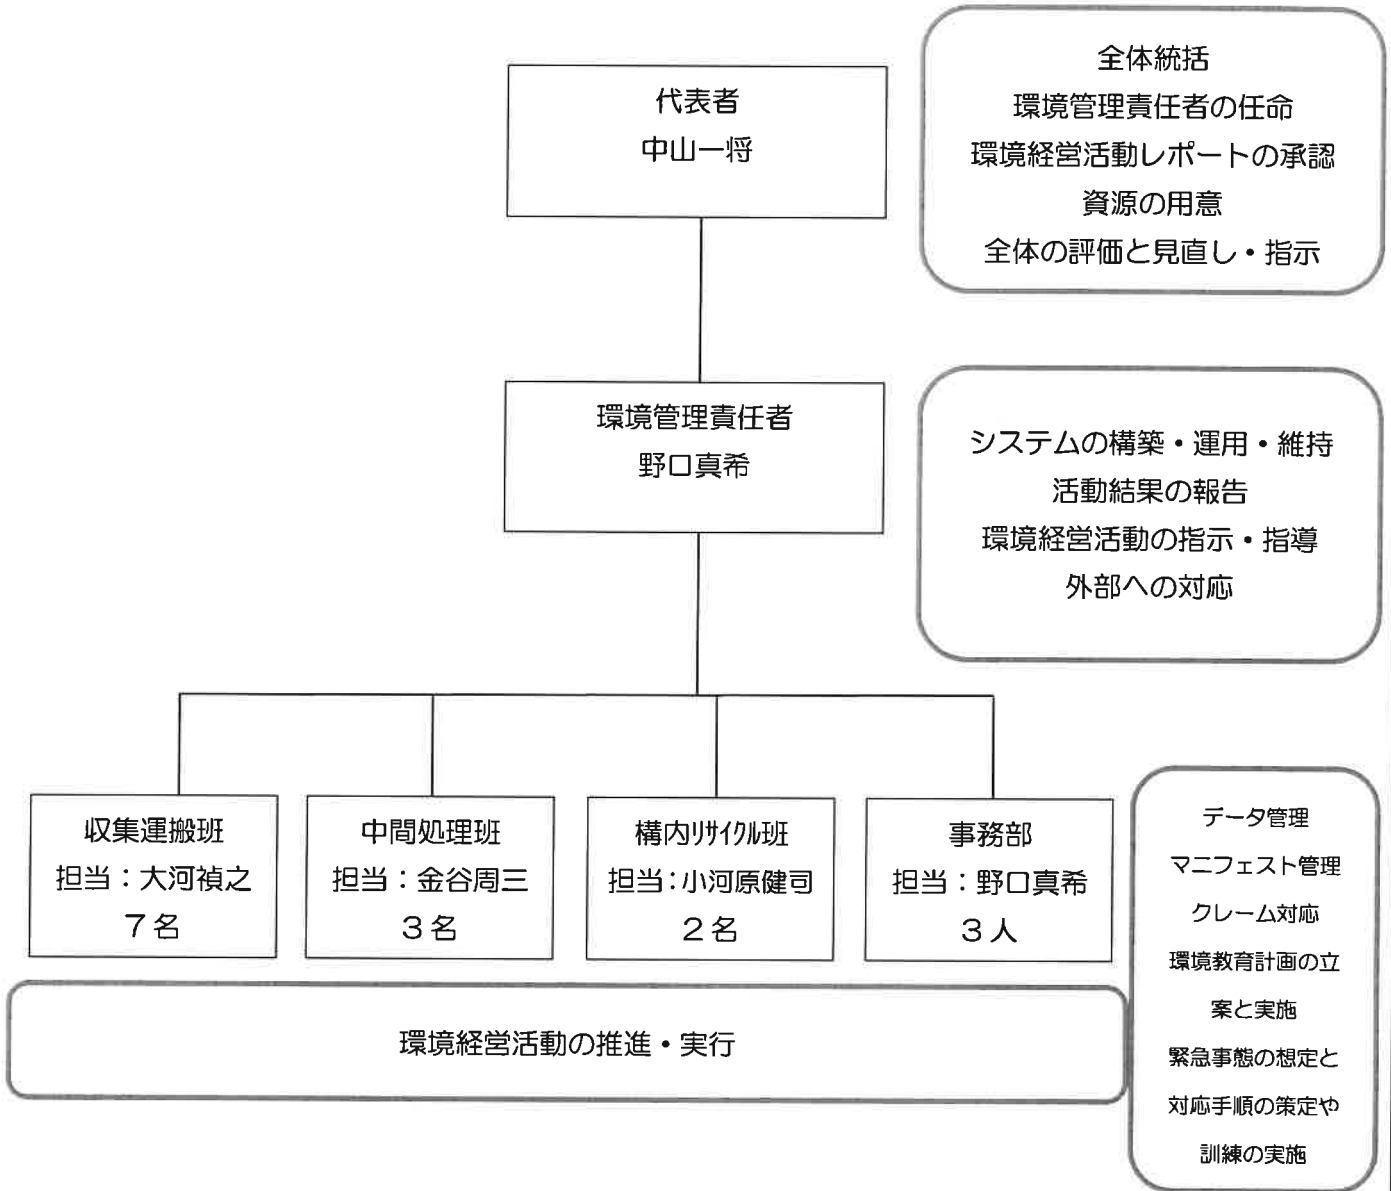 代表者
中山一将
全体統括
環境管理責任者の任命
環境経営活動レポートの承認
資源の用意
全体の評価と見直し・指示
環境管理責任者
野口真希
システムの構築・運用・維持
活動結果の報告
環境経営活動の指示・指導
外部への対応
収集運搬班
担当：大河禎之
７名
中間処理班
担当：金谷周三
３名
構内ﾘｻｲｸﾙ班
担当：小河原健司
２名
事務部
担当：野口真希
３人
データ管理
マニフェスト管理
クレーム対応
環境教育計画の立
案と実施
緊急事態の想定と
対応手順の策定や
訓練の実施
環境経営活動の推進・実行